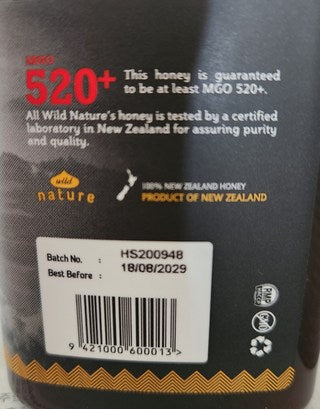 MGO
520+
This honey is guaranteed
to be at least MGO 520+.
All Wild Nature's honey is tested by a certified
laboratory in New Zealand for assuring purity
and quality.
wild
nature
100% NEW ZEALAND HONEY
PRODUCT OF NEW ZEALAND
Batch No. : HS200948
Best Before : 18/08/2029
9 421000 600013 >
RMP